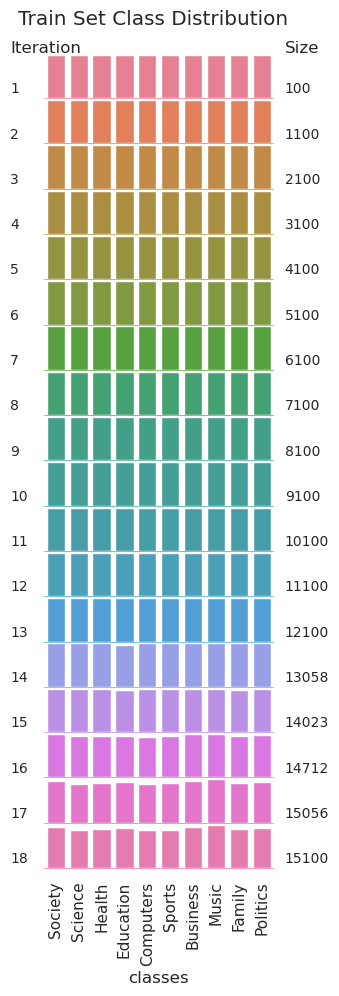 Train Set Class Distribution
Iteration Size
1 100
2 1100
3 2100
4 3100
5 4100
6 5100
7 6100
8 7100
9 8100
10 9100
11 10100
12 11100
13 12100
14 13058
15 14023
16 14712
17 15056
18 15100
Society
Science
Health
Education
Computers
Sports
Business
Music
Family
Politics
classes